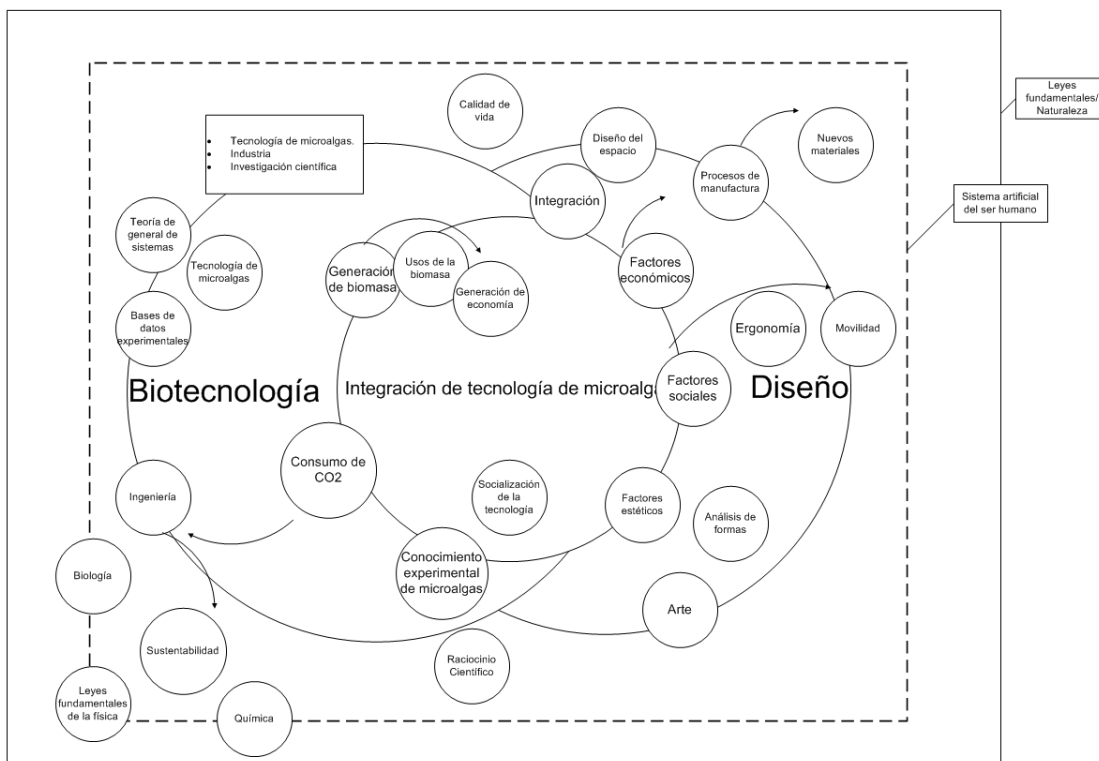 Leyes
fundamentales/
Naturaleza
Calidad de
vida
Diseño del
espacio
Nuevos
materiales
• Tecnología de microalgas.
• Industria
• Investigación científica
Procesos de
manufactura
Sistema artificial
del ser humano
Integración
Teoría de
general de
sistemas
Tecnología de
microalgas
Generación
de biomasa
Usos de la
biomasa
Generación de
economía
Factores
económicos
Bases de
datos
experimentales
Ergonomía
Movilidad
Biotecnología
Integración de tecnología de microalga
Factores
sociales
Diseño
Consumo de
CO2
Ingeniería
Socialización
de la
tecnología
Factores
estéticos
Análisis de
formas
Conocimiento
experimental
de microalgas
Biología
Arte
Sustentabilidad
Raciocinio
Científico
Leyes
fundamentales
de la física
Química